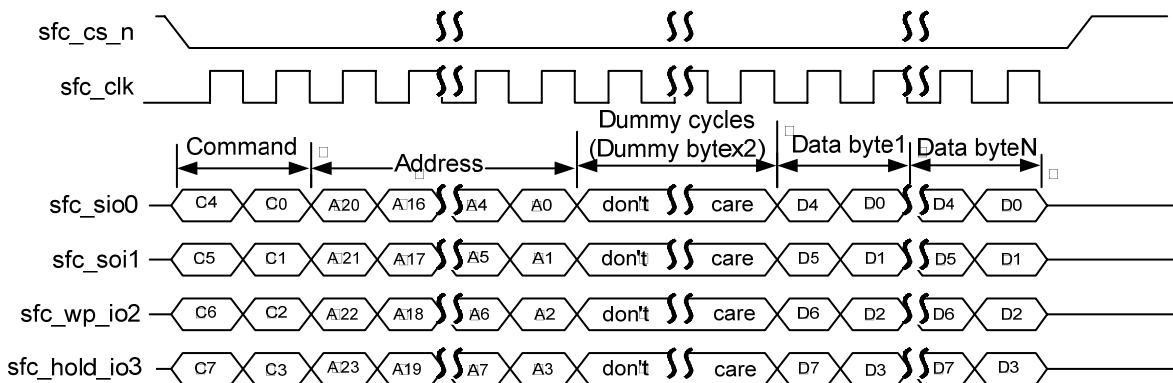 sfc_cs_n
sfc_clk
Dummy cycles
Command Address (Dummy bytex2) Data byte1 Data byteN
sfc_sio0 C4 C0 A20 A16 A4 A0 don't care D4 D0 D4 D0
sfc_soi1 C5 C1 A21 A17 A5 A1 don't care D5 D1 D5 D1
sfc_wp_io2 C6 C2 A22 A18 A6 A2 don't care D6 D2 D6 D2
sfc_hold_io3 C7 C3 A23 A19 A7 A3 don't care D7 D3 D7 D3